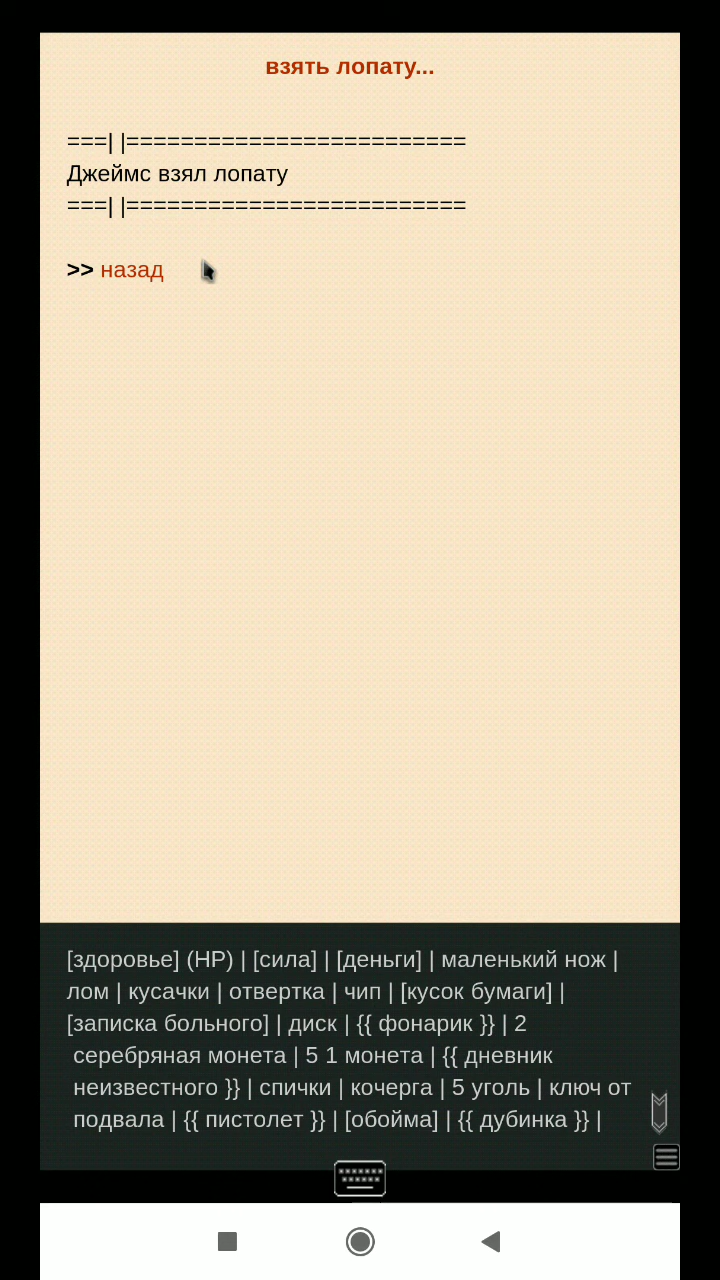 взять лопату...
===| |=========================
Джеймс взял лопату
===| |=========================
>> назад
[здоровье] (HP) | [сила] | [деньги] | маленький нож |
лом | кусачки | отвертка | чип | [кусок бумаги] |
[записка больного] | диск | {{ фонарик }} | 2
серебряная монета | 5 1 монета | {{ дневник
неизвестного }} | спички | кочерга | 5 уголь | ключ от
подвала | {{ пистолет }} | [обойма] | {{ дубинка }} |